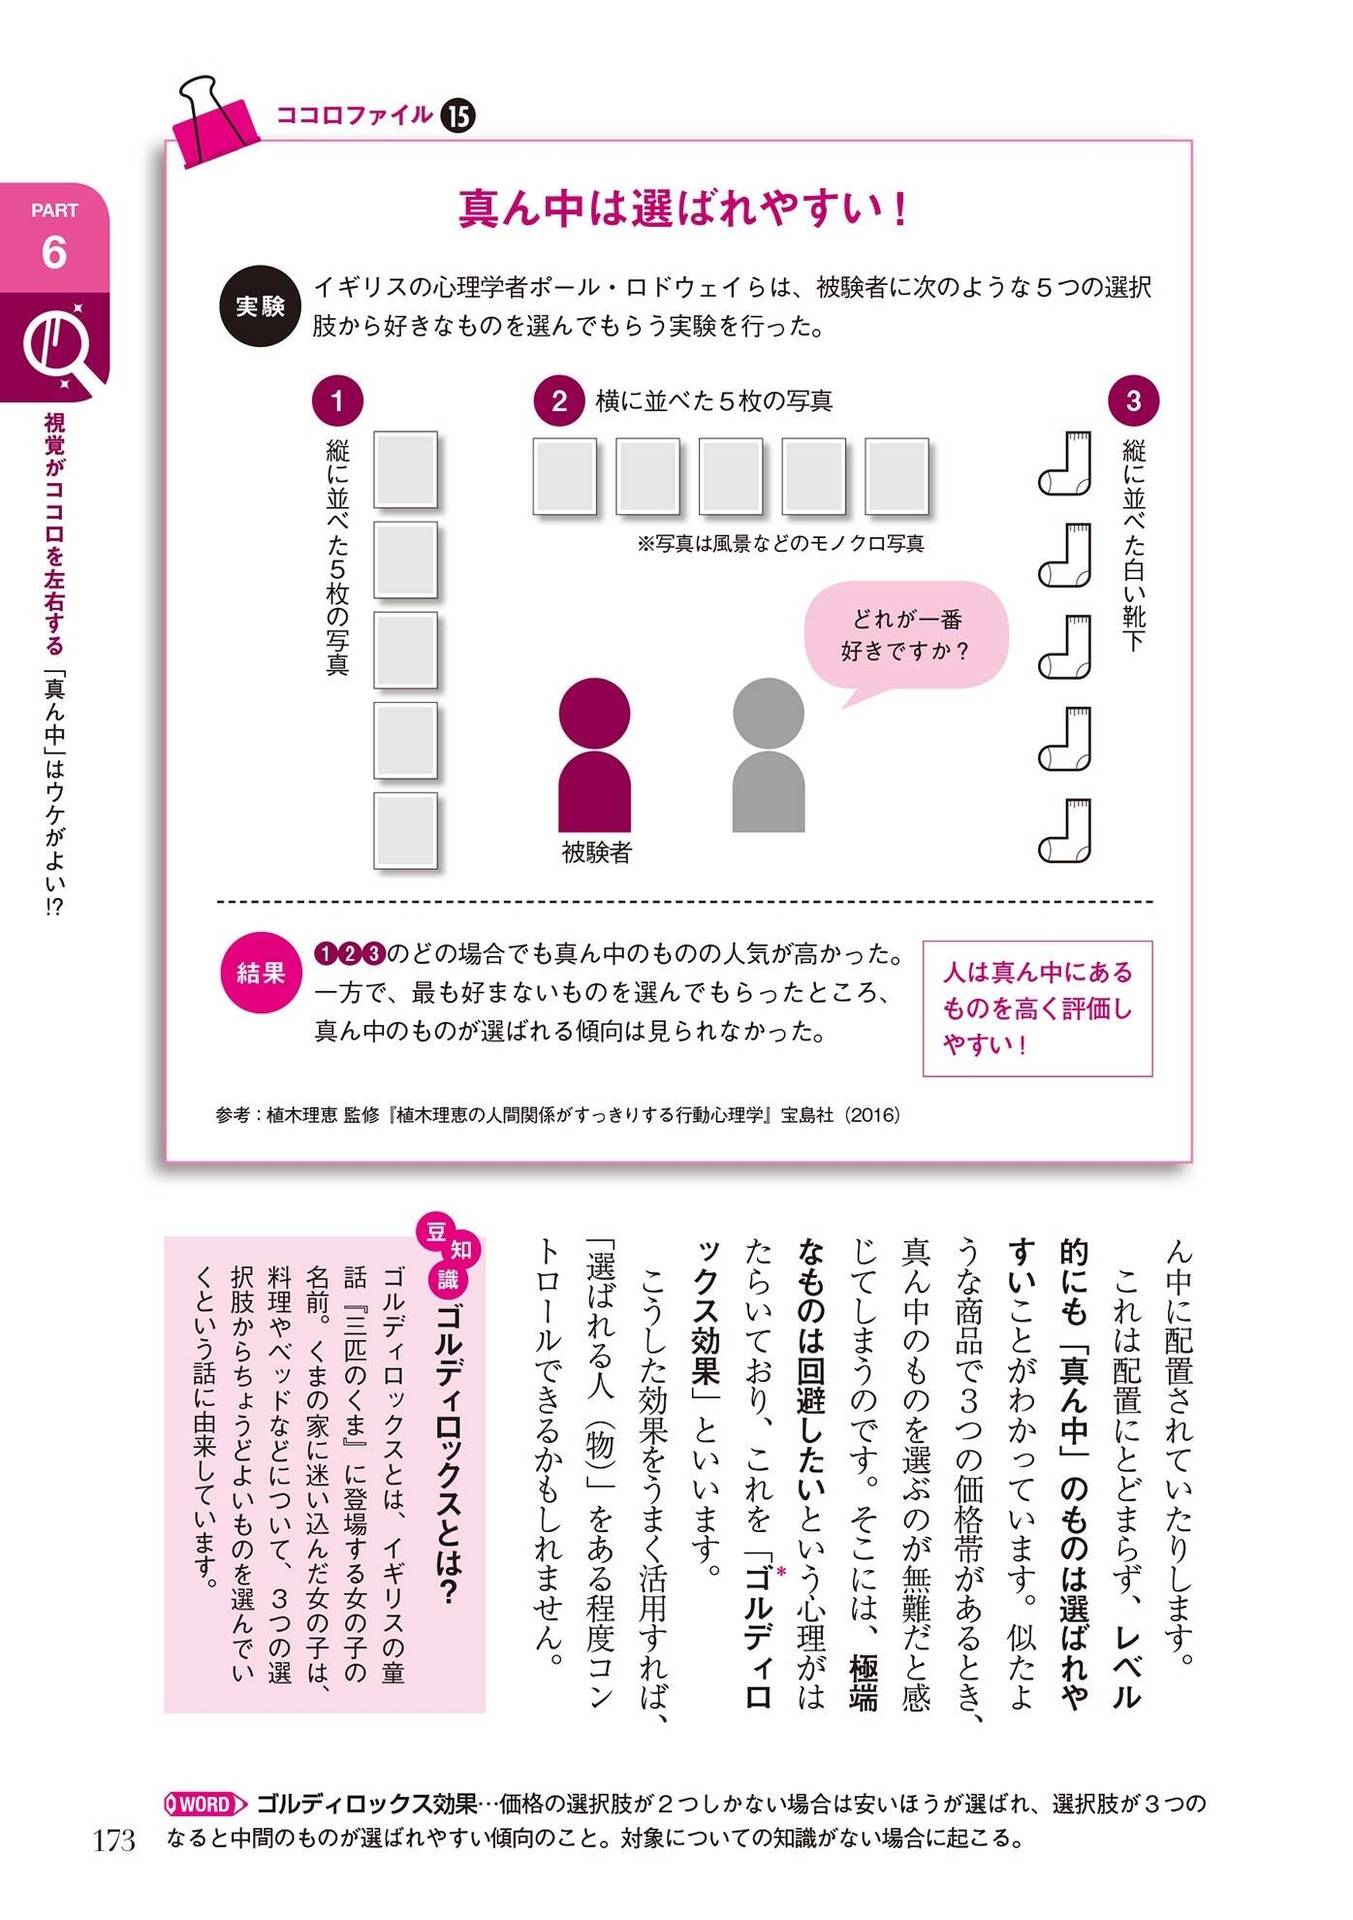 ココロファイル 15
真ん中は選ばれやすい！
PART
6
視覚がココロを左右する 「真ん中」はウケがよい!?
実験
イギリスの心理学者ポール・ロドウェイらは、被験者に次のような５つの選択
肢から好きなものを選んでもらう実験を行った。
1
縦に並べた５枚の写真
2 横に並べた５枚の写真
※写真は風景などのモノクロ写真
3
縦に並べた白い靴下
どれが一番
好きですか？
被験者
結果
123のどの場合でも真ん中のものの人気が高かった。
一方で、最も好まないものを選んでもらったところ、
真ん中のものが選ばれる傾向は見られなかった。
人は真ん中にある
ものを高く評価し
やすい！
参考：植木理恵 監修『植木理恵の人間関係がすっきりする行動心理学』宝島社（2016）
ん中に配置されていたりします。
これは配置にとどまらず、レベル
的にも「真ん中」のものは選ばれや
すいことがわかっています。似たよ
うな商品で３つの価格帯があるとき、
真ん中のものを選ぶのが無難だと感
じてしまうのです。そこには、極端
なものは回避したいという心理がは
たらいており、これを「ゴルディロ
*
ックス効果」といいます。
こうした効果をうまく活用すれば、
「選ばれる人（物）」をある程度コン
トロールできるかもしれません。
豆知識
ゴルディロックスとは？
ゴルディロックスとは、イギリスの童
話『三匹のくま』に登場する女の子の
名前。くまの家に迷い込んだ女の子は、
料理やベッドなどについて、３つの選
択肢からちょうどよいものを選んでい
くという話に由来しています。
WORD ゴルディロックス効果…価格の選択肢が２つしかない場合は安いほうが選ばれ、選択肢が３つの
なると中間のものが選ばれやすい傾向のこと。対象についての知識がない場合に起こる。
173